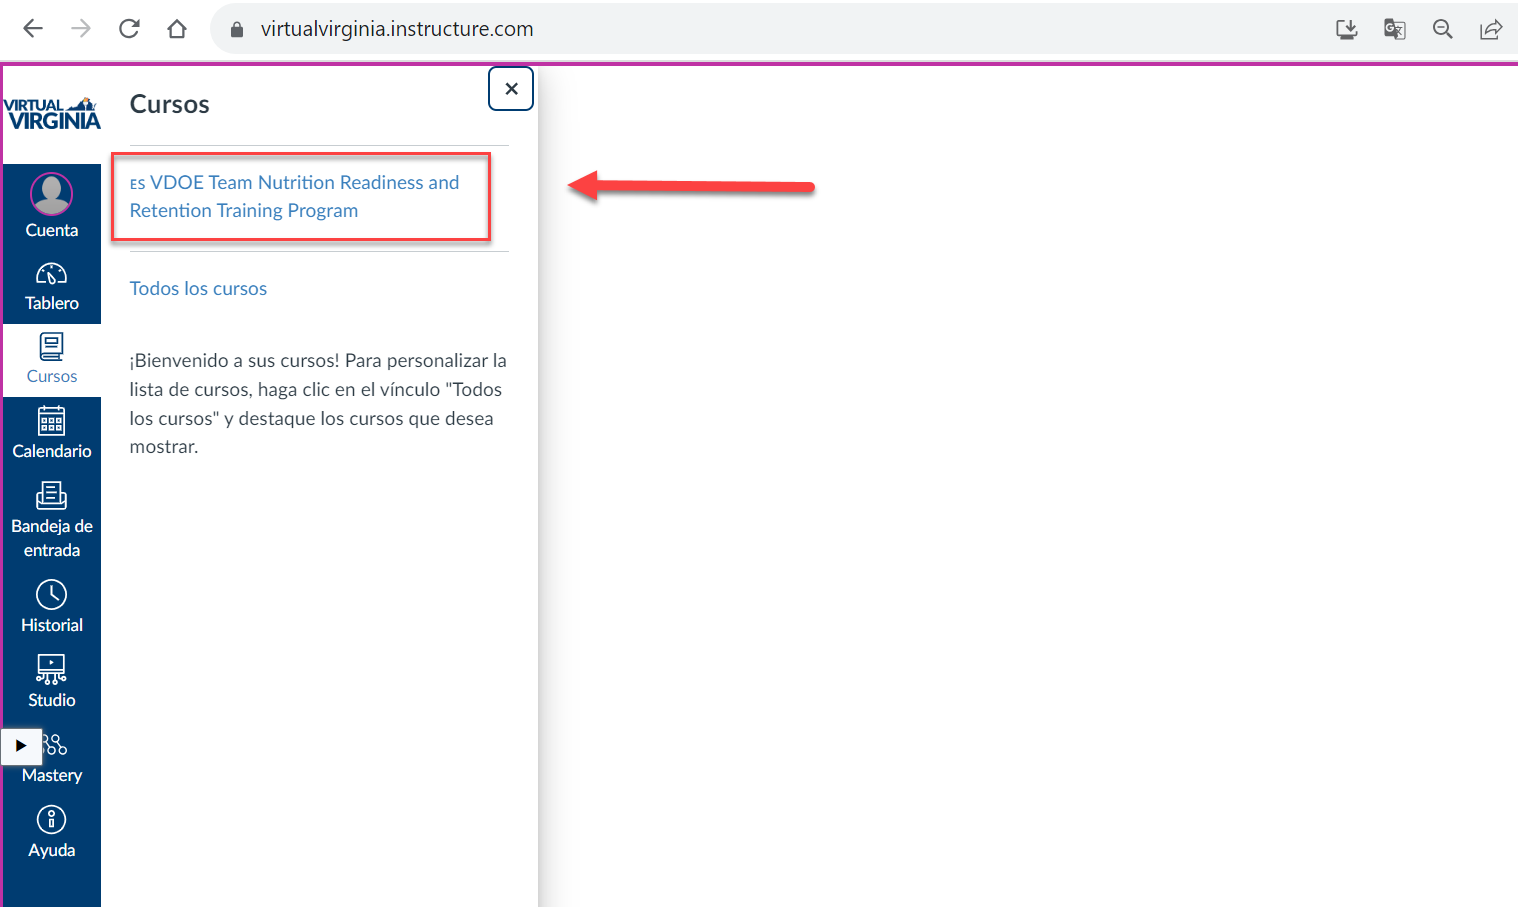 virtualvirginia.instructure.com
VIRTUAL
VIRGINIA
Cursos
ES VDOE Team Nutrition Readiness and
Retention Training Program
Todos los cursos
¡Bienvenido a sus cursos! Para personalizar la
lista de cursos, haga clic en el vínculo "Todos
los cursos" y destaque los cursos que desea
mostrar.
Cuenta
Tablero
Cursos
Calendario
Bandeja de
entrada
Historial
Studio
Mastery
Ayuda